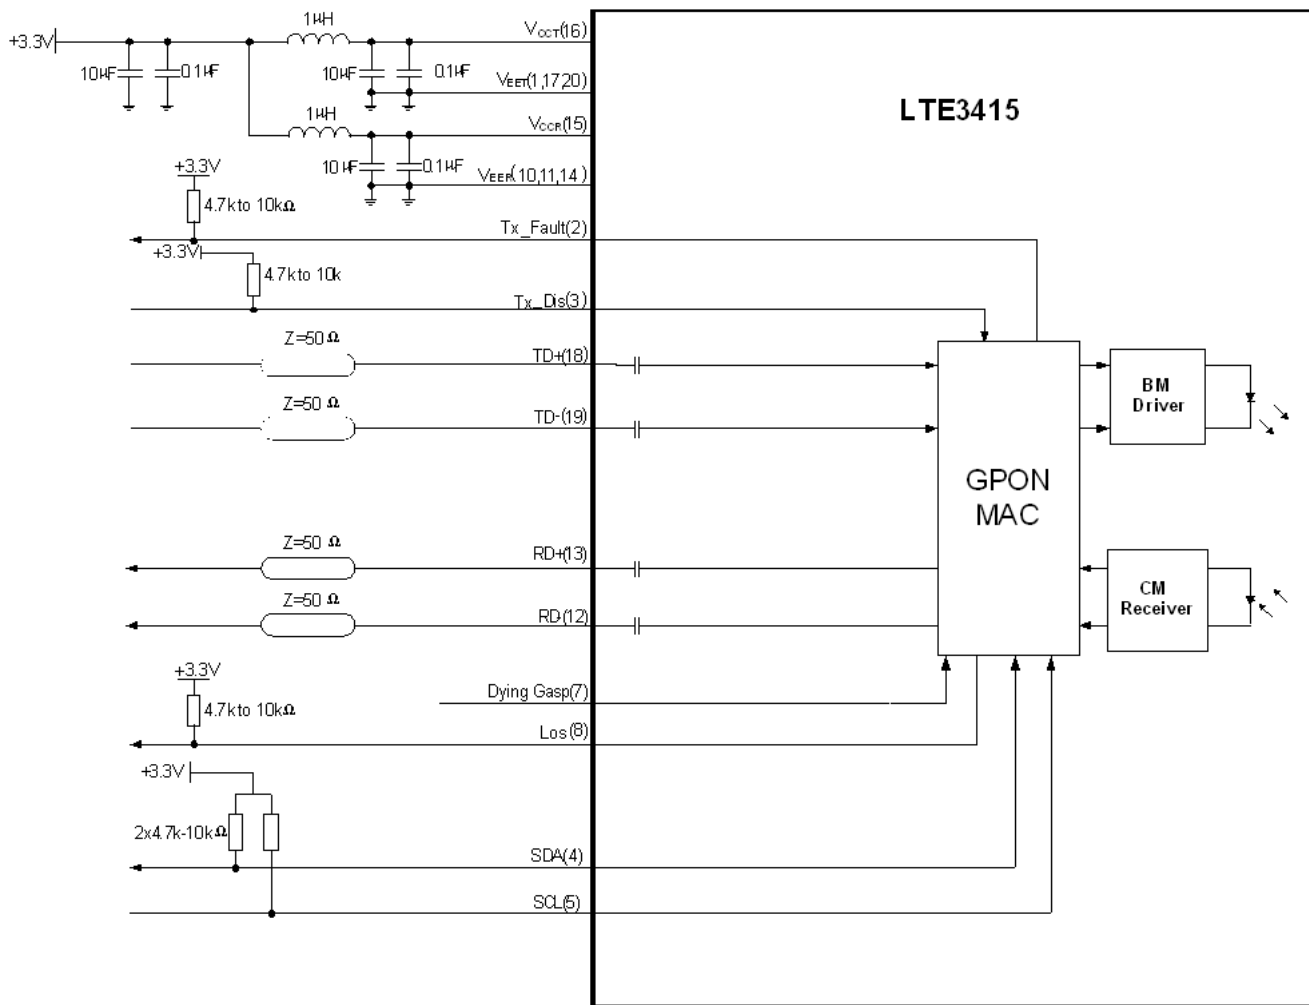 1μH
+3.3V
V_CCT(16)
10μF
0.1μF
10μF
0.1μF
V_EET(1,17,20)
LTE3415
1μH
V_CCR(15)
10μF
0.1μF
V_EER(10,11,14)
+3.3V
4.7k to 10kΩ
Tx_Fault(2)
+3.3V
4.7k to 10k
Tx_Dis(3)
Z=50 Ω
TD+(18)
BM
Driver
Z=50 Ω
TD-(19)
GPON
MAC
Z=50 Ω
RD+(13)
Z=50 Ω
RD-(12)
CM
Receiver
+3.3V
4.7k to 10kΩ
Dying Gasp(7)
Los(8)
+3.3V
2x4.7k-10kΩ
SDA(4)
SCL(5)